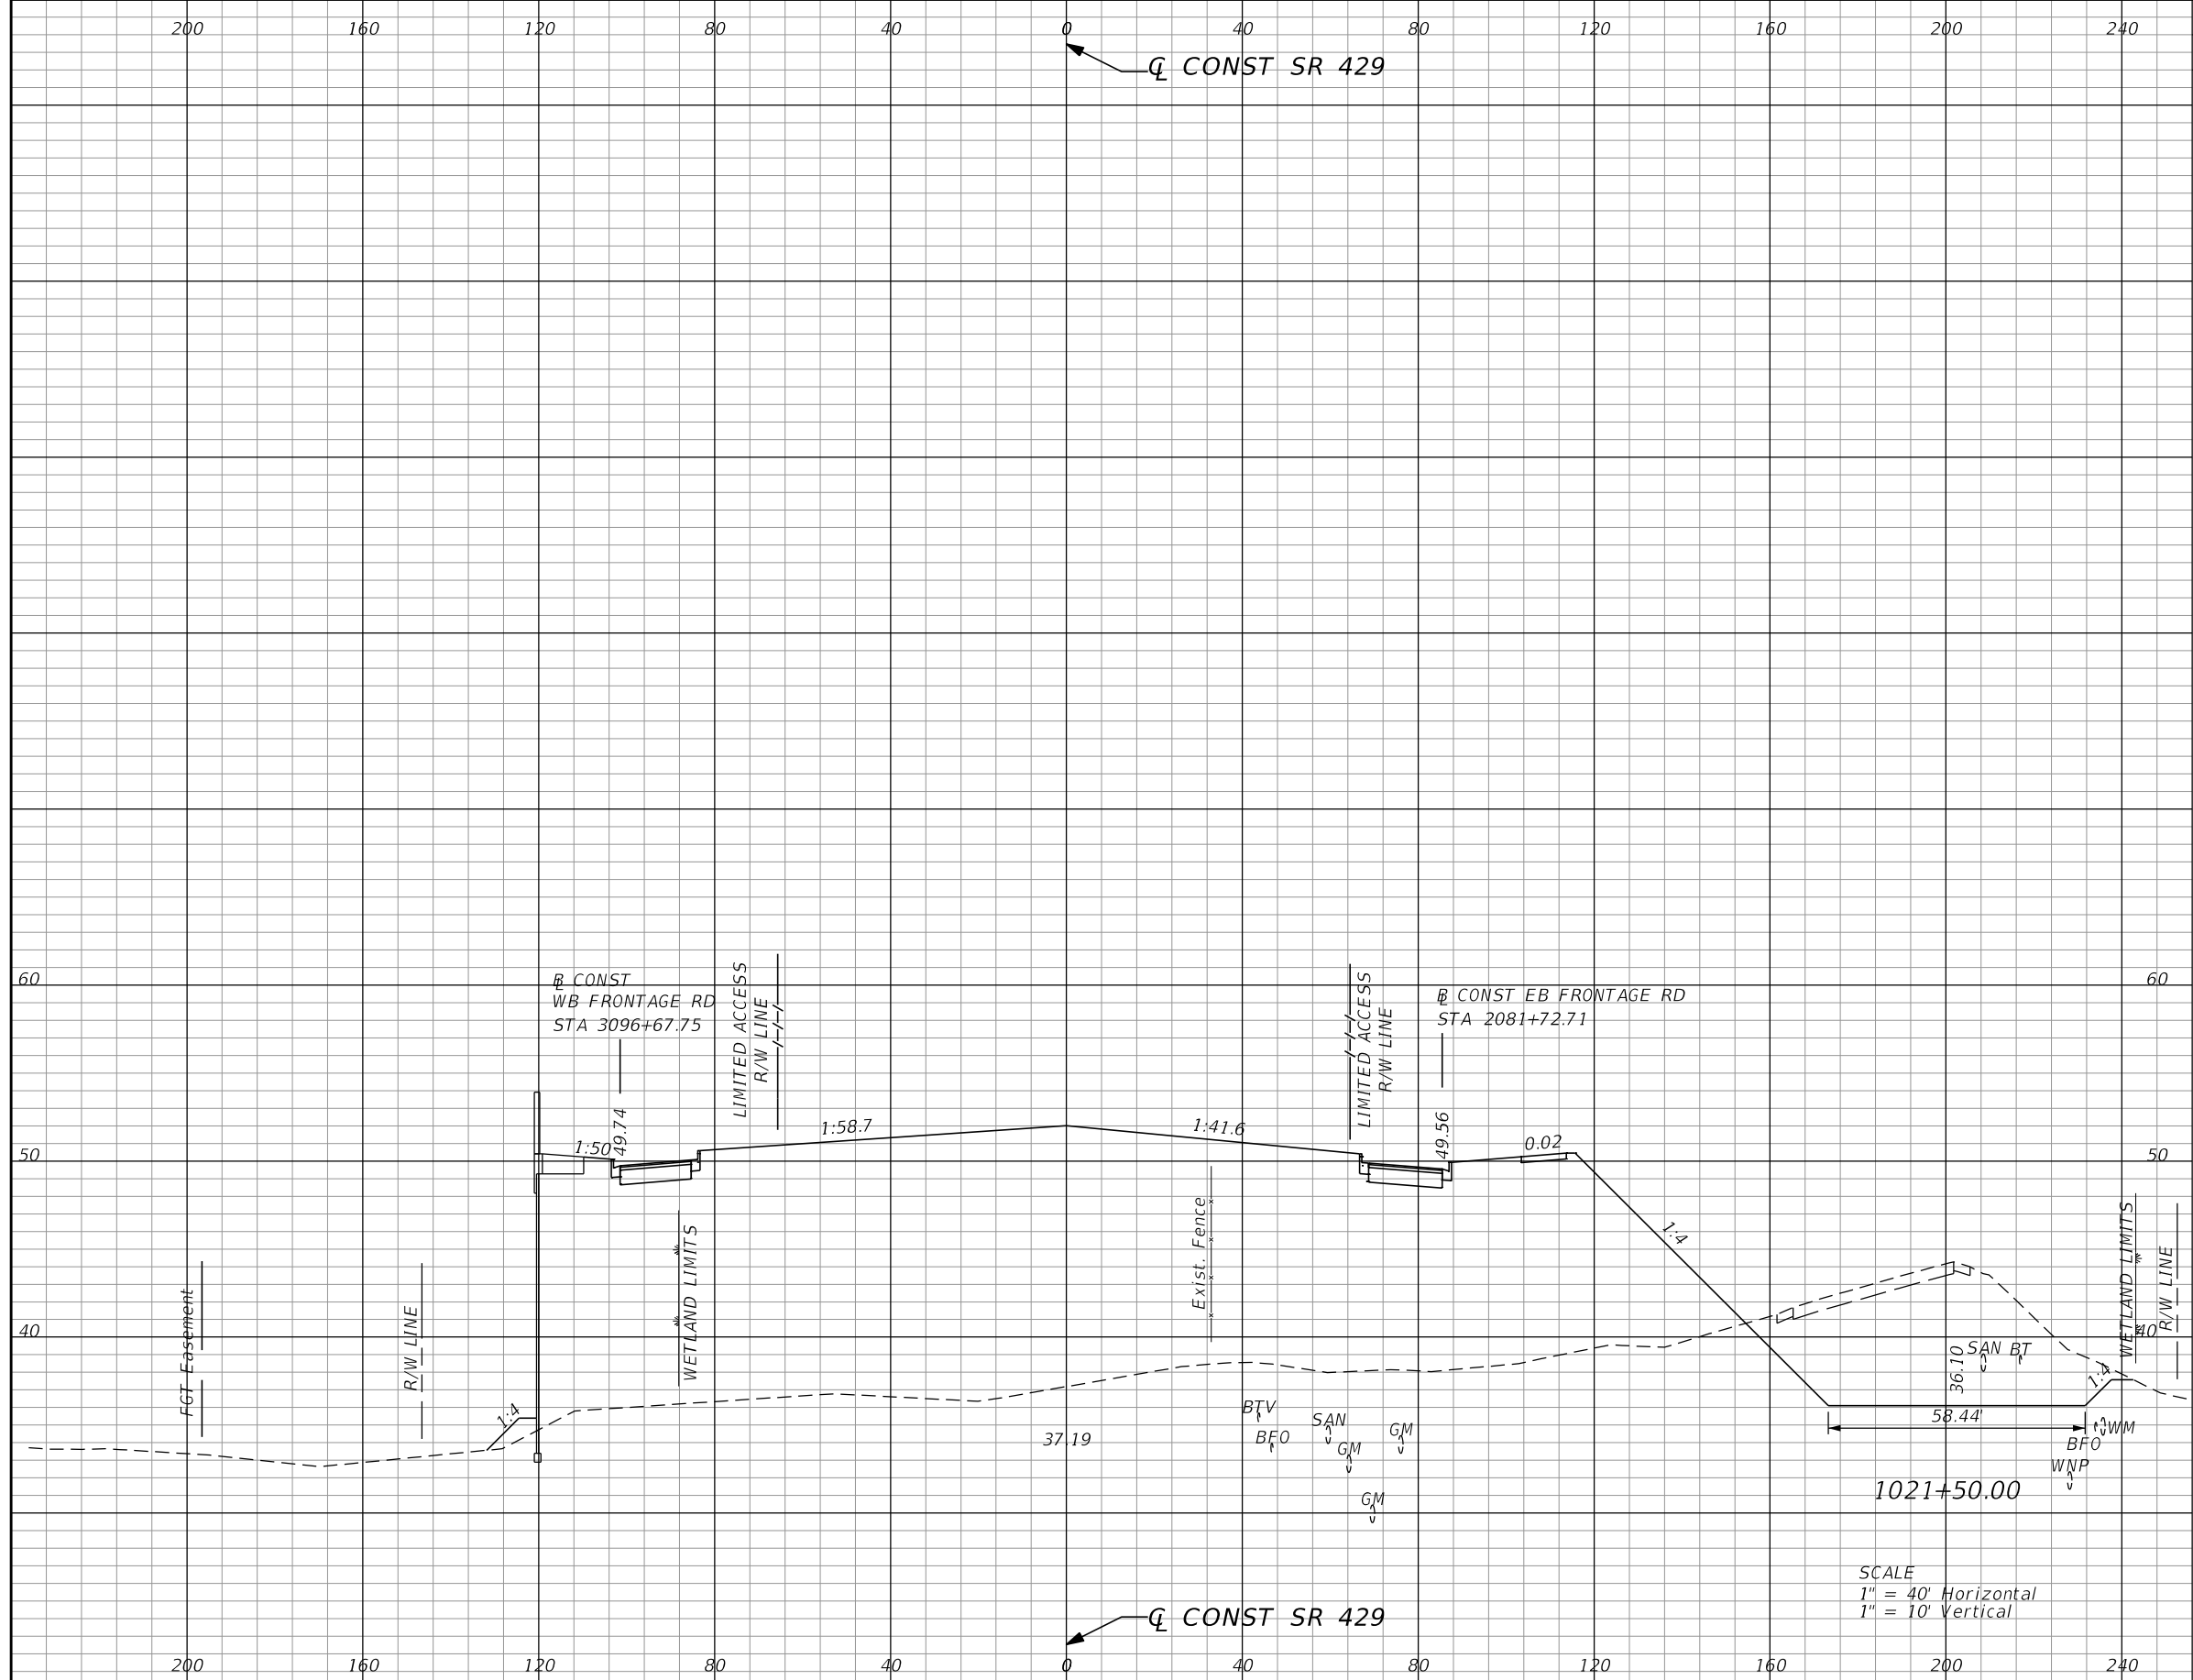 200 160 120 80 40 0 40 80 120 160 200 240
℄ CONST SR 429
60
60
B̵L CONST
WB FRONTAGE RD
STA 3096+67.75
LIMITED ACCESS
R/W LINE
LIMITED ACCESS
R/W LINE
B̵L CONST EB FRONTAGE RD
STA 2081+72.71
50
1:50
49.74
1:58.7
1:41.6
49.56
0.02
50
1:4
FGT Easement
R/W LINE
WETLAND LIMITS
Exist. Fence
WETLAND LIMITS
R/W LINE
40
40
SAN BT
36.10
1:4
1:4
58.44'
BTV
BFO
SAN
GM
GM
GM
37.19
WM
BFO
WNP
1021+50.00
SCALE
1" = 40' Horizontal
1" = 10' Vertical
℄ CONST SR 429
200 160 120 80 40 0 40 80 120 160 200 240